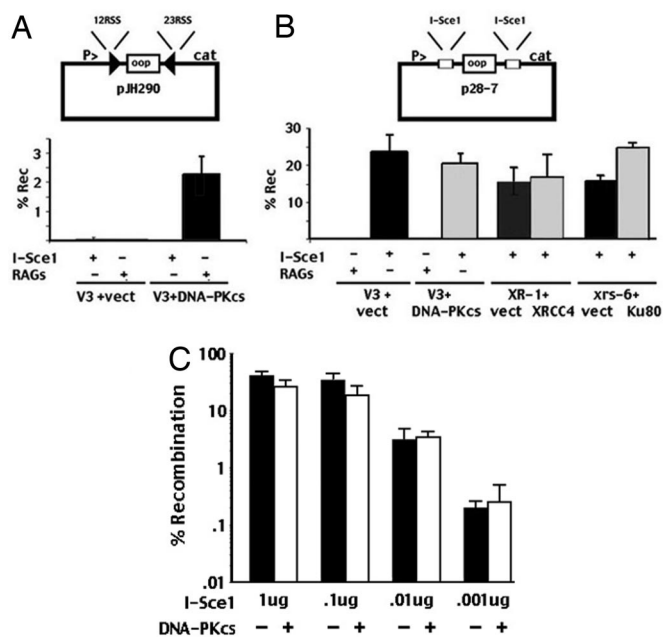 A
12RSS 23RSS
P> oop cat
pJH290
% Rec
3
2
1
I-Sce1 + – + –
RAGs – + – +
V3 +vect V3+DNA-PKcs
B
I-Sce1 I-Sce1
P> oop cat
p28-7
% Rec
30
20
10
I-Sce1 – + – + + + + +
RAGs + – + – – – – –
V3 + vect V3+ DNA-PKcs XR-1+ vect XRCC4 xrs-6+ vect Ku80
C
% Recombination
100
10
1
.1
.01
I-Sce1 1ug .1ug .01ug .001ug
DNA-PKcs – + – + – + – +